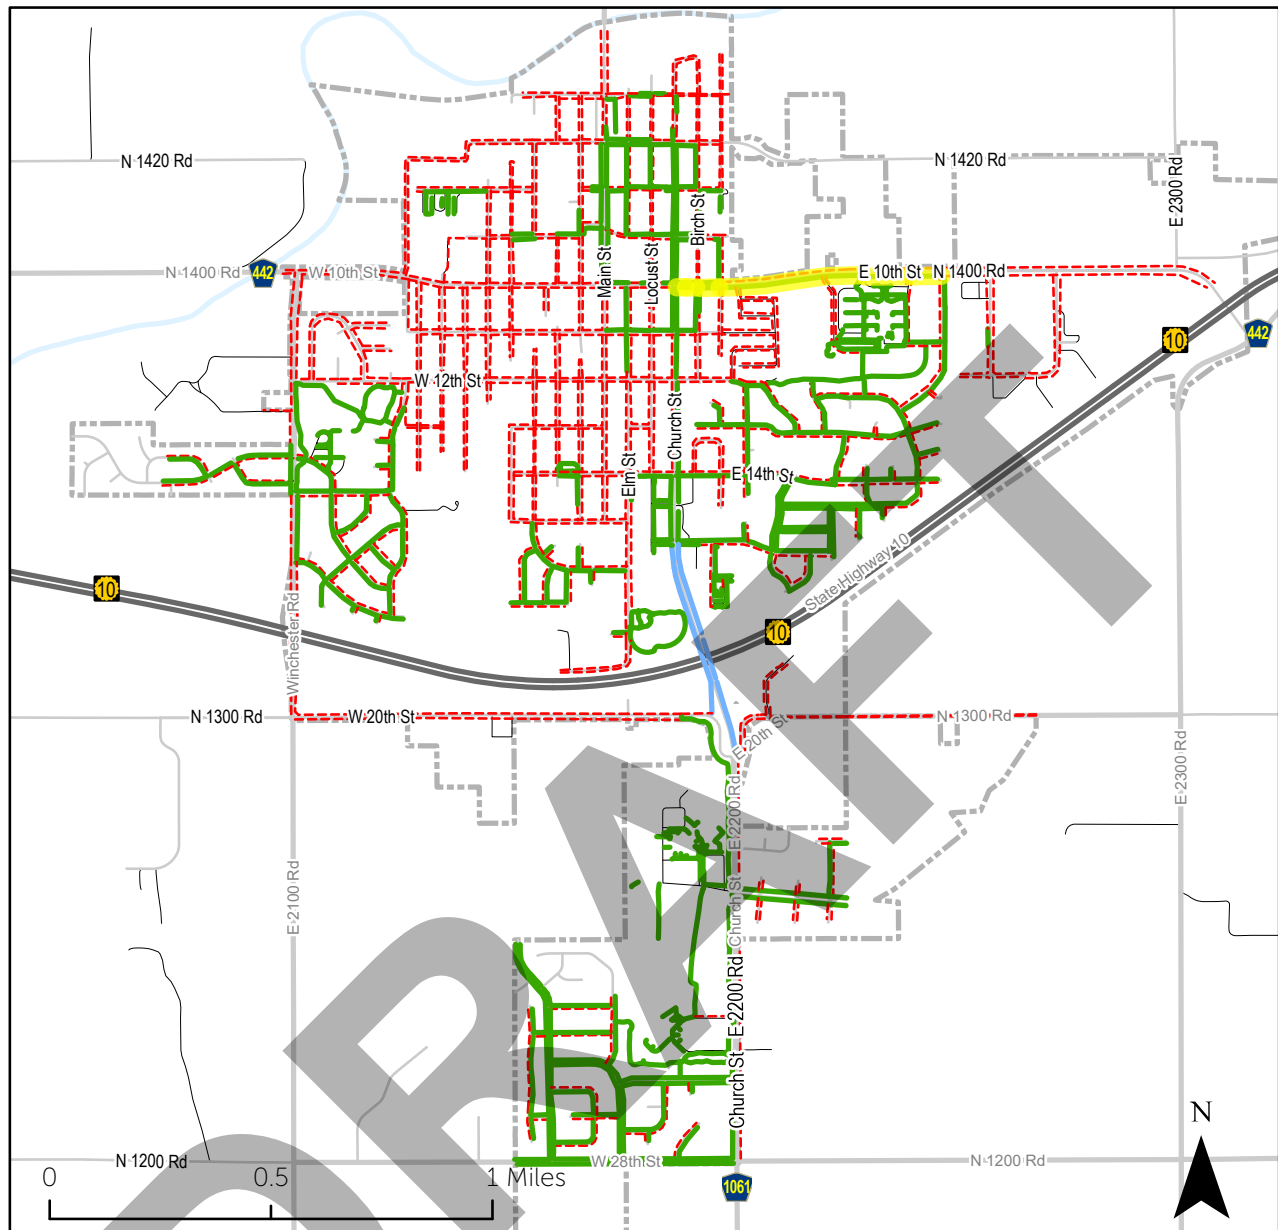 N 1420 Rd
N 1420 Rd
E 2300 Rd
Birch St
Main St
Locust St
N 1400 Rd
442
W 10th St
E 10th St
N 1400 Rd
442
10
W 12th St
Church St
Elm St
E 14th St
State Highway 10
10
10
Winchester Rd
N 1300 Rd
W 20th St
E 20th St
N 1300 Rd
E 2300 Rd
E 2200 Rd
E 2100 Rd
Church St
E 2200 Rd
Church St
N 1200 Rd
W 28th St
N 1200 Rd
1061
0
0.5
1 Miles
N
DRAFT